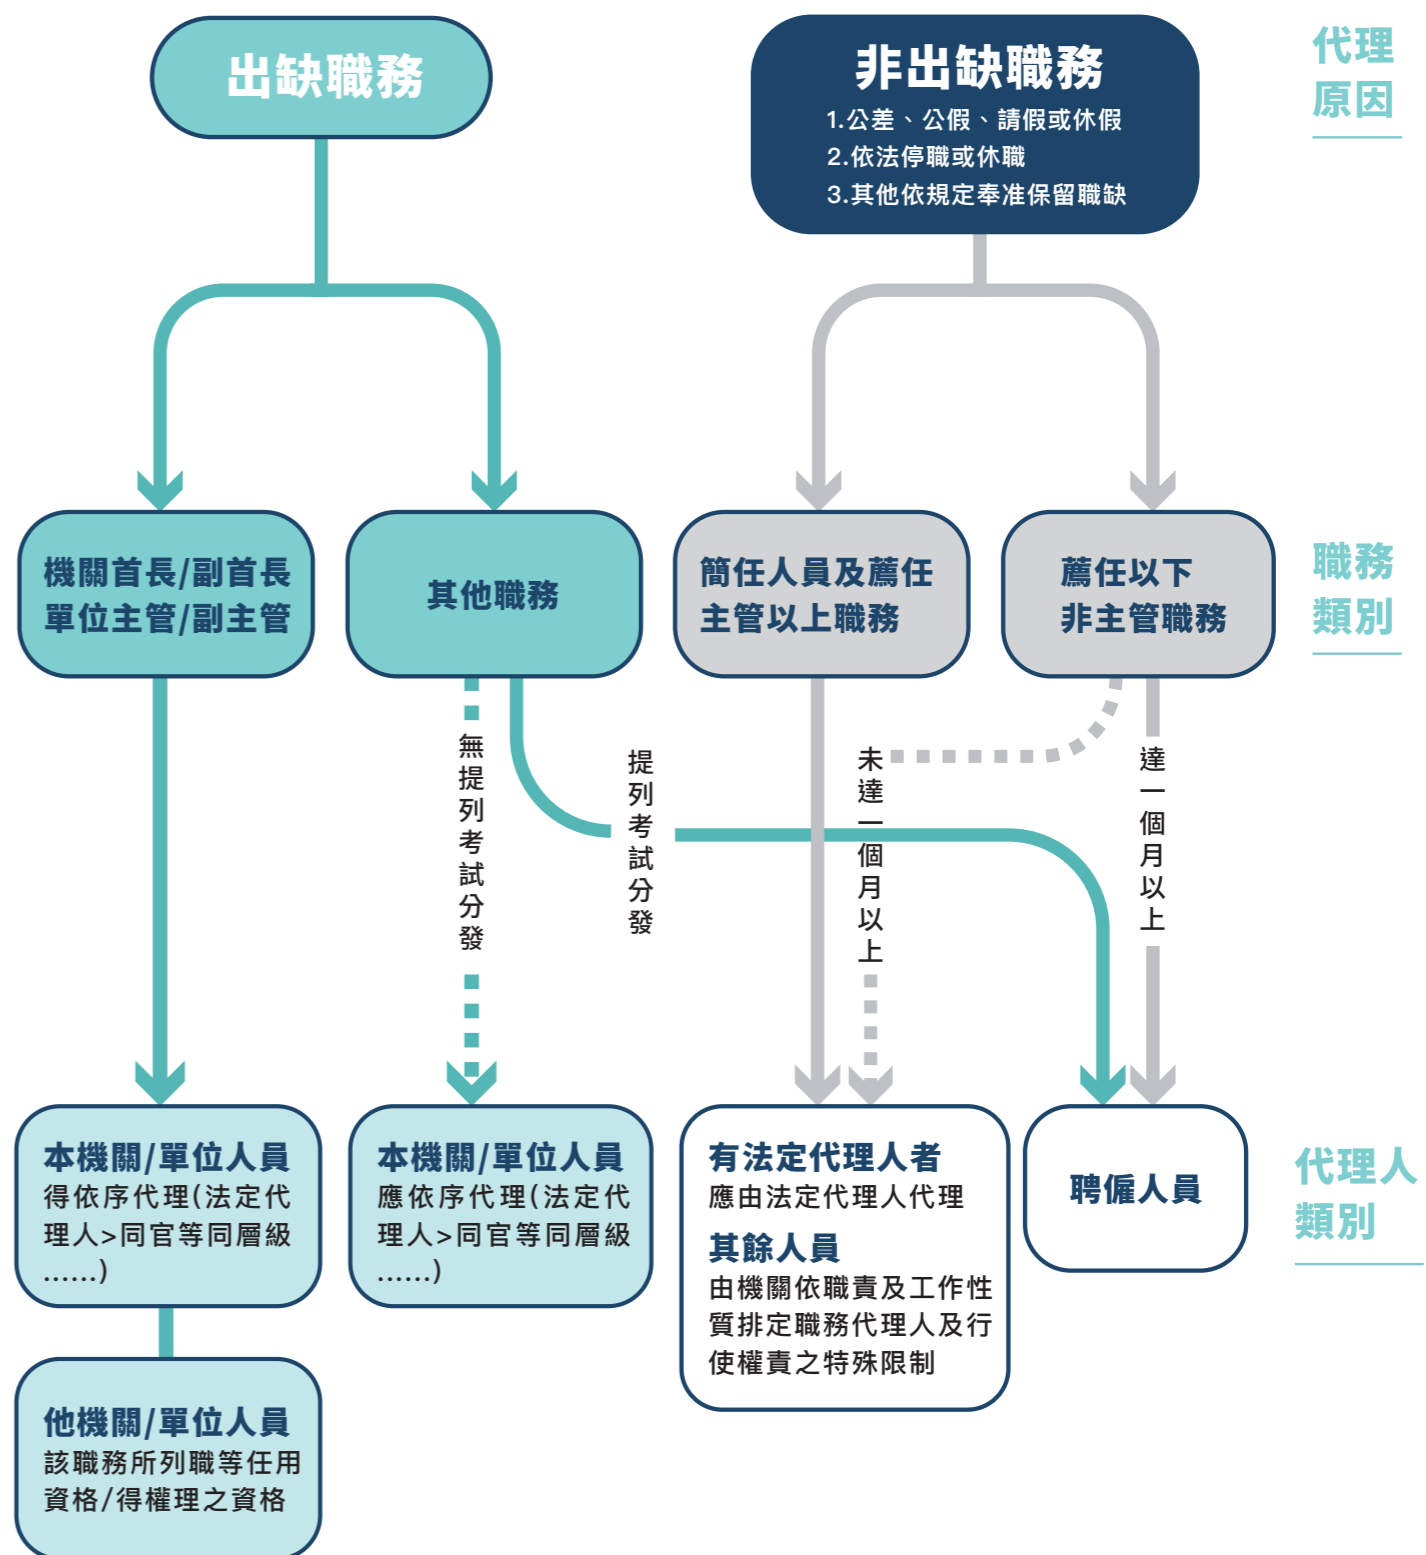 出缺職務
非出缺職務
1.公差、公假、請假或休假
2.依法停職或休職
3.其他依規定奉准保留職缺
代理
原因
機關首長/副首長
單位主管/副主管
其他職務
簡任人員及薦任
主管以上職務
薦任以下
非主管職務
職務
類別
無提列考試分發
提列考試分發
未達一個月以上
達一個月以上
本機關/單位人員
得依序代理(法定代
理人>同官等同層級
......)
本機關/單位人員
應依序代理(法定代
理人>同官等同層級
......)
有法定代理人者
應由法定代理人代理
其餘人員
由機關依職責及工作性
質排定職務代理人及行
使權責之特殊限制
聘僱人員
代理人
類別
他機關/單位人員
該職務所列職等任用
資格/得權理之資格